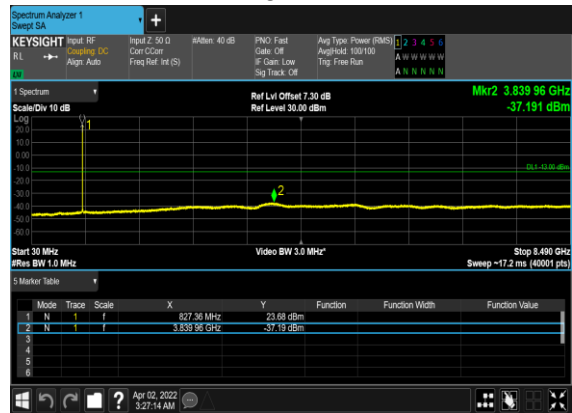 Spectrum Analyzer 1
Swept SA
+
KEYSIGHT Input: RF Input Z: 50 Ω #Atten: 40 dB PNO: Fast Avg Type: Power (RMS) 1 2 3 4 5 6
RL Coupling: DC Corr CCorr Gate: Off Avg|Hold: 100/100 A W W W W W
Align: Auto Freq Ref: Int (S) IF Gain: Low Trig: Free Run
Sig Track: Off A N N N N N
LW
1 Spectrum Ref Lvl Offset 7.30 dB Mkr2 3.839 96 GHz
Scale/Div 10 dB Ref Level 30.00 dBm -37.191 dBm
Log
1
20.0
10.0
0.00
-10.0 DL1 -13.00 dBm
-20.0
-30.0 2
-40.0
-50.0
-60.0
Start 30 MHz Video BW 3.0 MHz* Stop 8.490 GHz
#Res BW 1.0 MHz Sweep ~17.2 ms (40001 pts)
5 Marker Table
Mode Trace Scale X Y Function Function Width Function Value
1 N 1 f 827.36 MHz 23.68 dBm
2 N 1 f 3.839 96 GHz -37.19 dBm
3
4
5
6
? Apr 02, 2022
3:27:14 AM